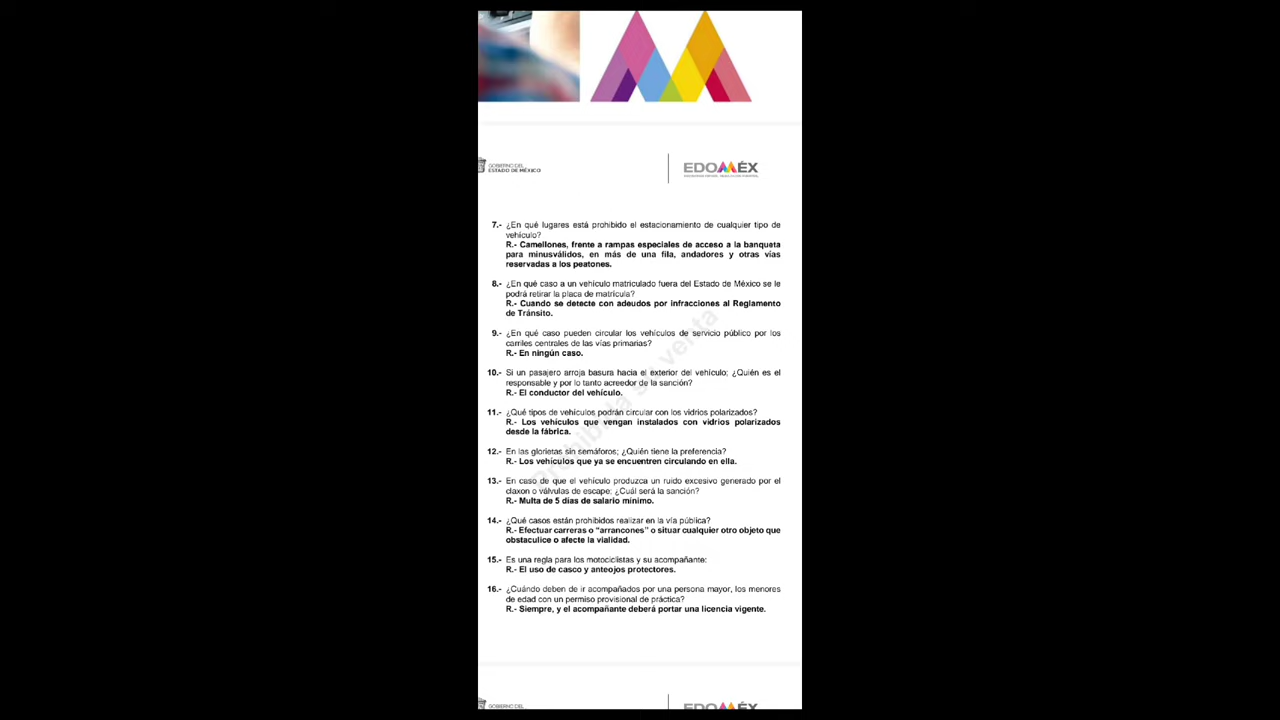 GOBIERNO DEL
ESTADO DE MÉXICO
EDOMÉX
7.- ¿En qué lugares está prohibido el estacionamiento de cualquier tipo de
vehículo?
R.- Camellones, frente a rampas especiales de acceso a la banqueta
para minusválidos, en más de una fila, andadores y otras vías
reservadas a los peatones.
8.- ¿En qué caso a un vehículo matriculado fuera del Estado de México se le
podrá retirar la placa de matrícula?
R.- Cuando se detecte con adeudos por infracciones al Reglamento
de Tránsito.
9.- ¿En qué caso pueden circular los vehículos de servicio público por los
carriles centrales de las vías primarias?
R.- En ningún caso.
10.- Si un pasajero arroja basura hacia el exterior del vehículo; ¿Quién es el
responsable y por lo tanto acreedor de la sanción?
R.- El conductor del vehículo.
11.- ¿Qué tipos de vehículos podrán circular con los vidrios polarizados?
R.- Los vehículos que vengan instalados con vidrios polarizados
desde la fábrica.
12.- En las glorietas sin semáforos; ¿Quién tiene la preferencia?
R.- Los vehículos que ya se encuentren circulando en ella.
13.- En caso de que el vehículo produzca un ruido excesivo generado por el
claxon o válvulas de escape; ¿Cuál será la sanción?
R.- Multa de 5 días de salario mínimo.
14.- ¿Qué casos están prohibidos realizar en la vía pública?
R.- Efectuar carreras o "arrancones" o situar cualquier otro objeto que
obstaculice o afecte la vialidad.
15.- Es una regla para los motociclistas y su acompañante:
R.- El uso de casco y anteojos protectores.
16.- ¿Cuándo deben de ir acompañados por una persona mayor, los menores
de edad con un permiso provisional de práctica?
R.- Siempre, y el acompañante deberá portar una licencia vigente.
Prohibida su venta
GOBIERNO DEL
EDOMÉX